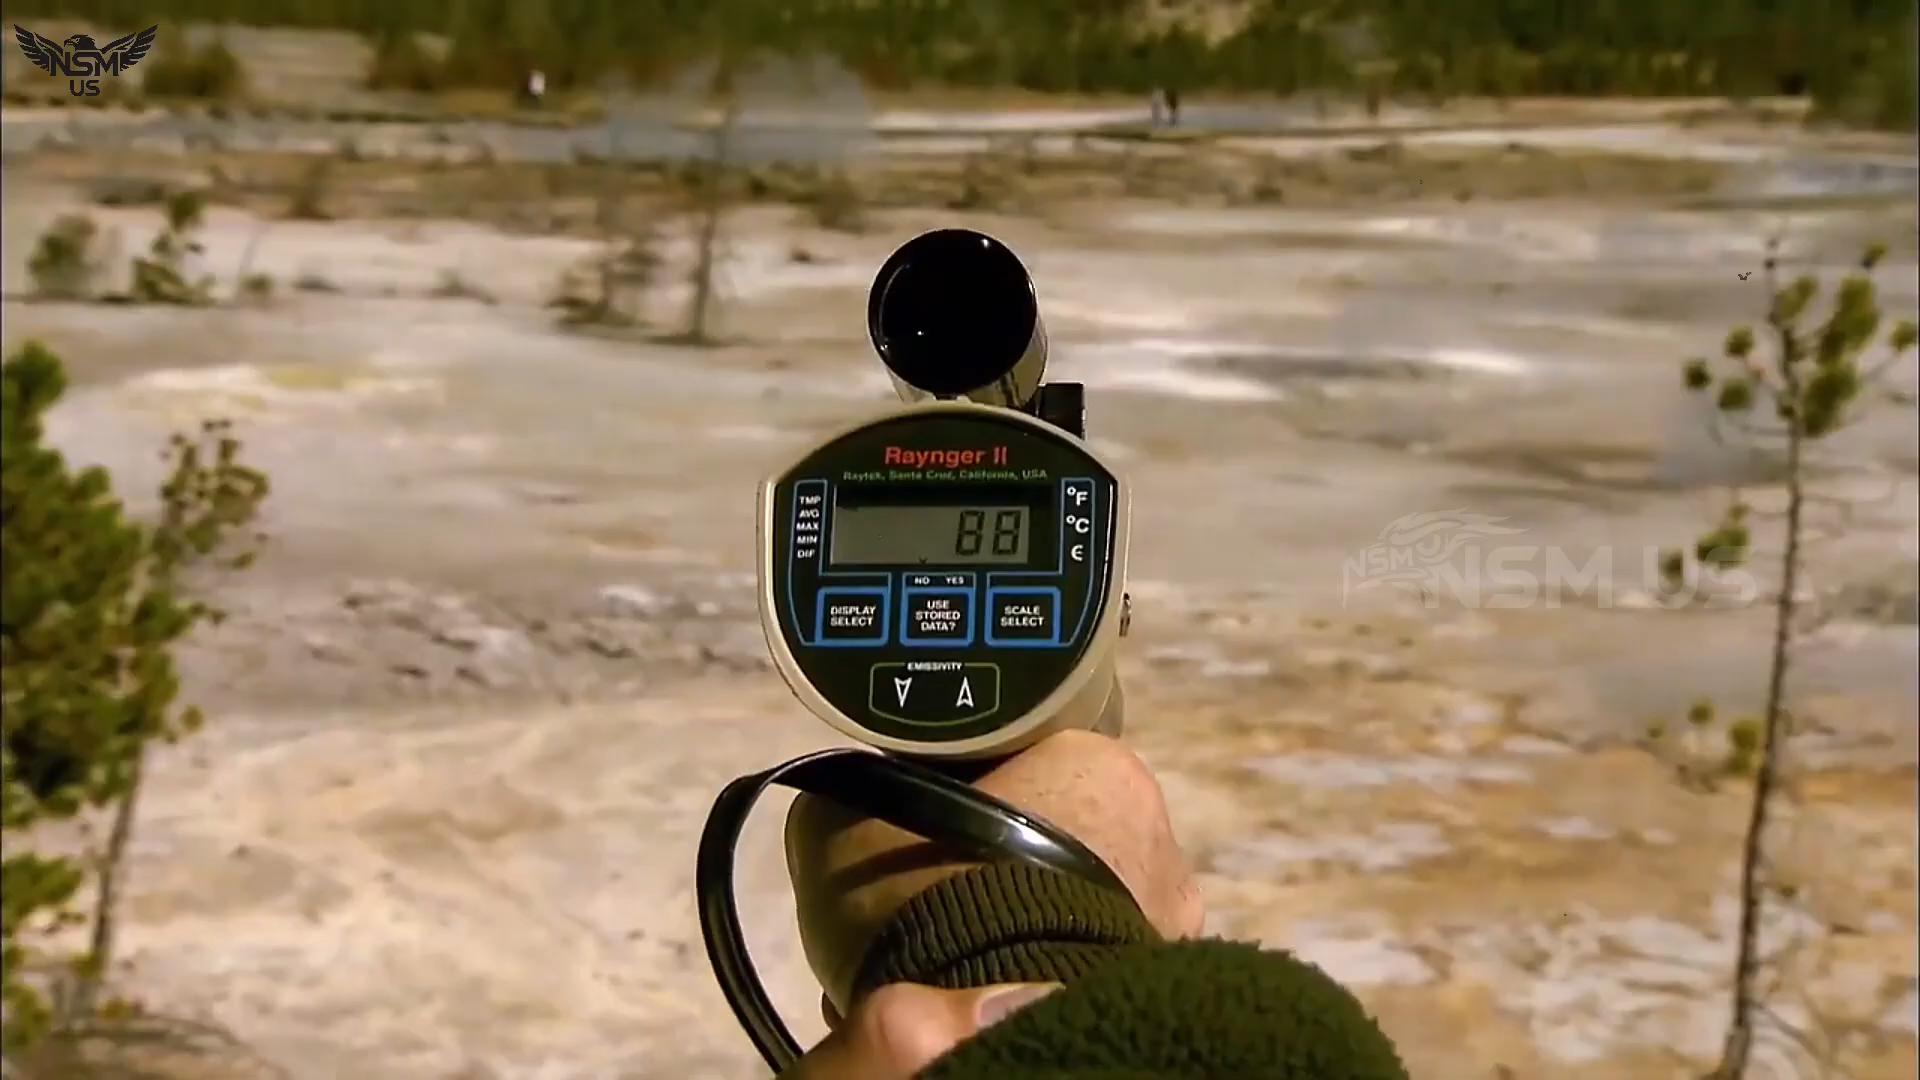 NSM
US
Raynger II
Raytek, Santa Cruz, California, USA
TMP
AVG
MAX
MIN
DIF
88
°F
°C
Є
NO YES
DISPLAY
SELECT
USE
STORED
DATA?
SCALE
SELECT
EMISSIVITY
NSM
NSM US